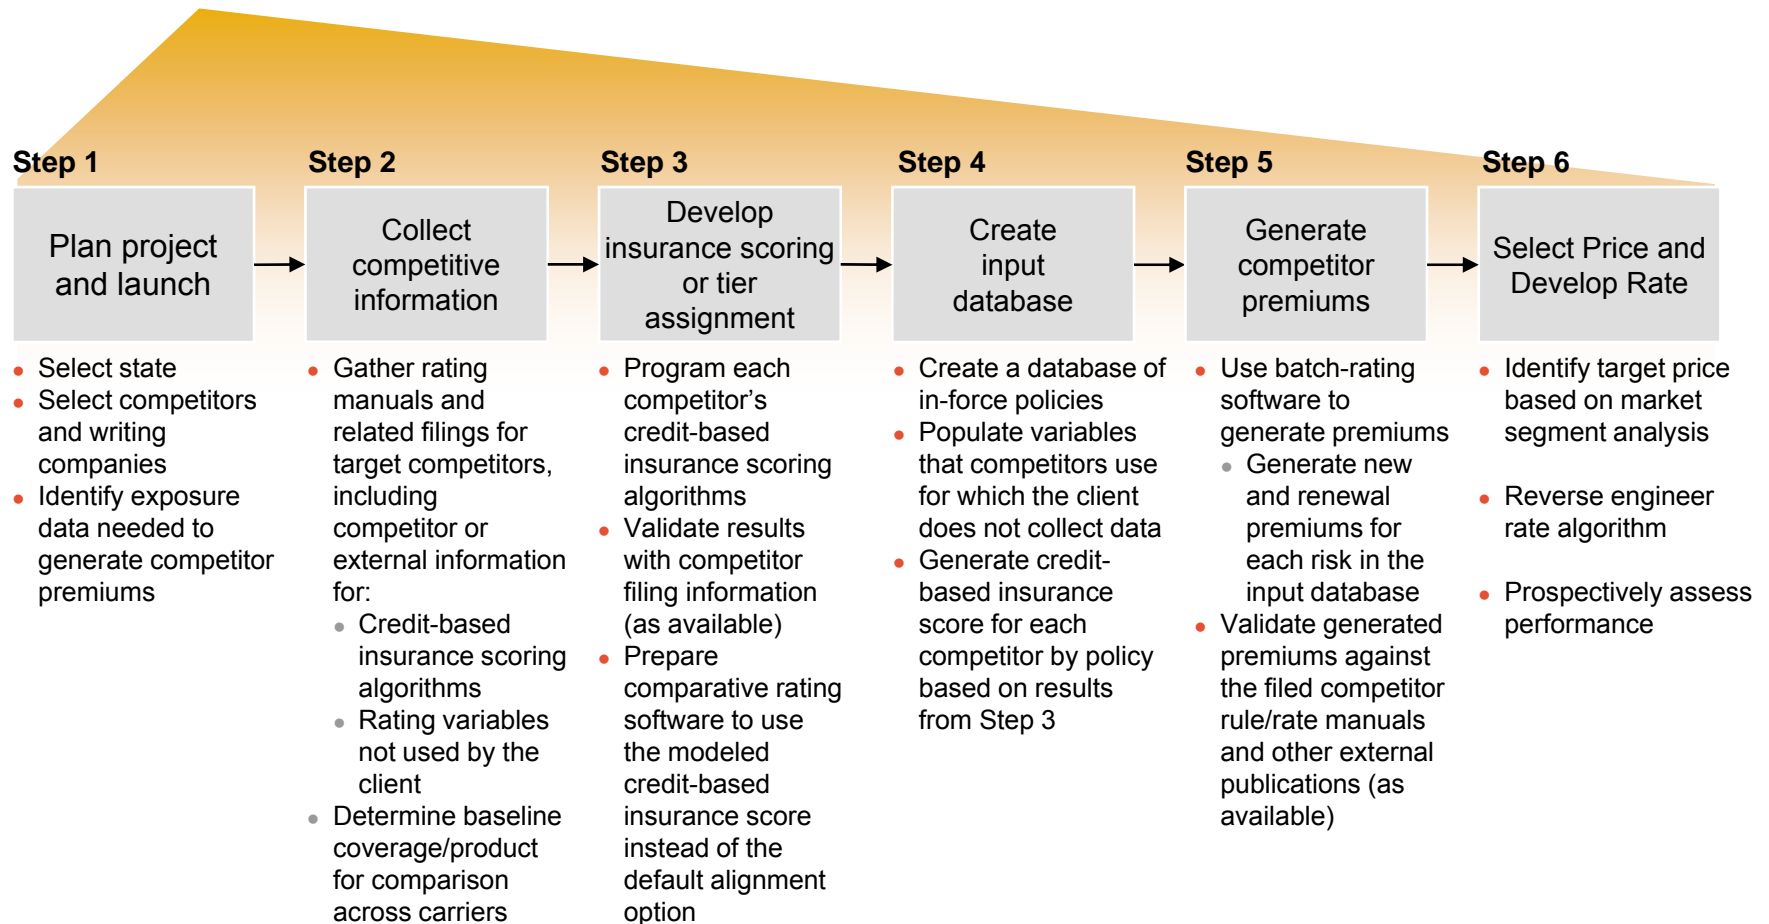 Step 1
Plan project
and launch
Select state
Select competitors
and writing
companies
Identify exposure
data needed to
generate competitor
premiums
Step 2
Collect
competitive
information
Gather rating
manuals and
related filings for
target competitors,
including
competitor or
external information
for:
Credit-based
insurance scoring
algorithms
Rating variables
not used by the
client
Determine baseline
coverage/product
for comparison
across carriers
Step 3
Develop
insurance scoring
or tier
assignment
Program each
competitor’s
credit-based
insurance scoring
algorithms
Validate results
with competitor
filing information
(as available)
Prepare
comparative rating
software to use
the modeled
credit-based
insurance score
instead of the
default alignment
option
Step 4
Create
input
database
Create a database of
in-force policies
Populate variables
that competitors use
for which the client
does not collect data
Generate credit-
based insurance
score for each
competitor by policy
based on results
from Step 3
Step 5
Generate
competitor
premiums
Use batch-rating
software to
generate premiums
Generate new
and renewal
premiums for
each risk in the
input database
Validate generated
premiums against
the filed competitor
rule/rate manuals
and other external
publications (as
available)
Step 6
Select Price and
Develop Rate
Identify target price
based on market
segment analysis
Reverse engineer
rate algorithm
Prospectively assess
performance